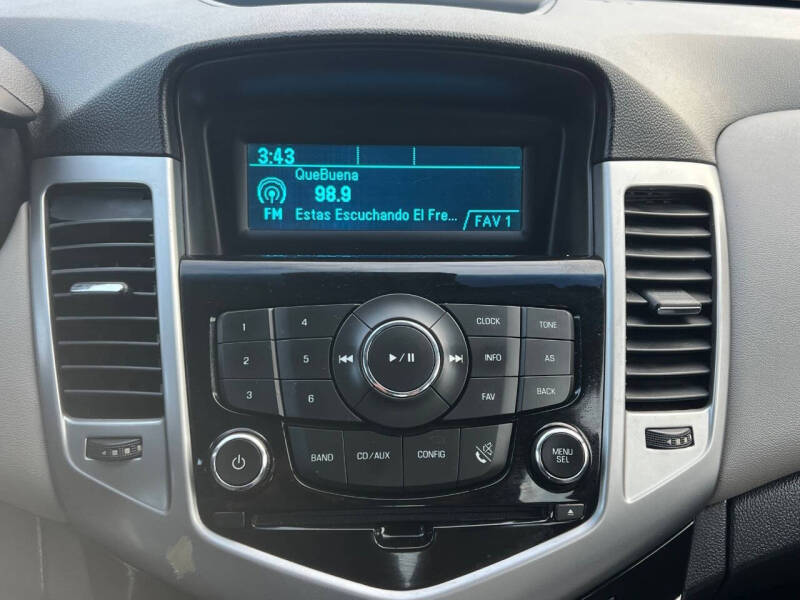 3:43
QueBuena
98.9
FM Estas Escuchando El Fre... FAV 1
1 4 CLOCK TONE
2 5 INFO AS
3 6 FAV BACK
BAND CD/AUX CONFIG
MENU
SEL